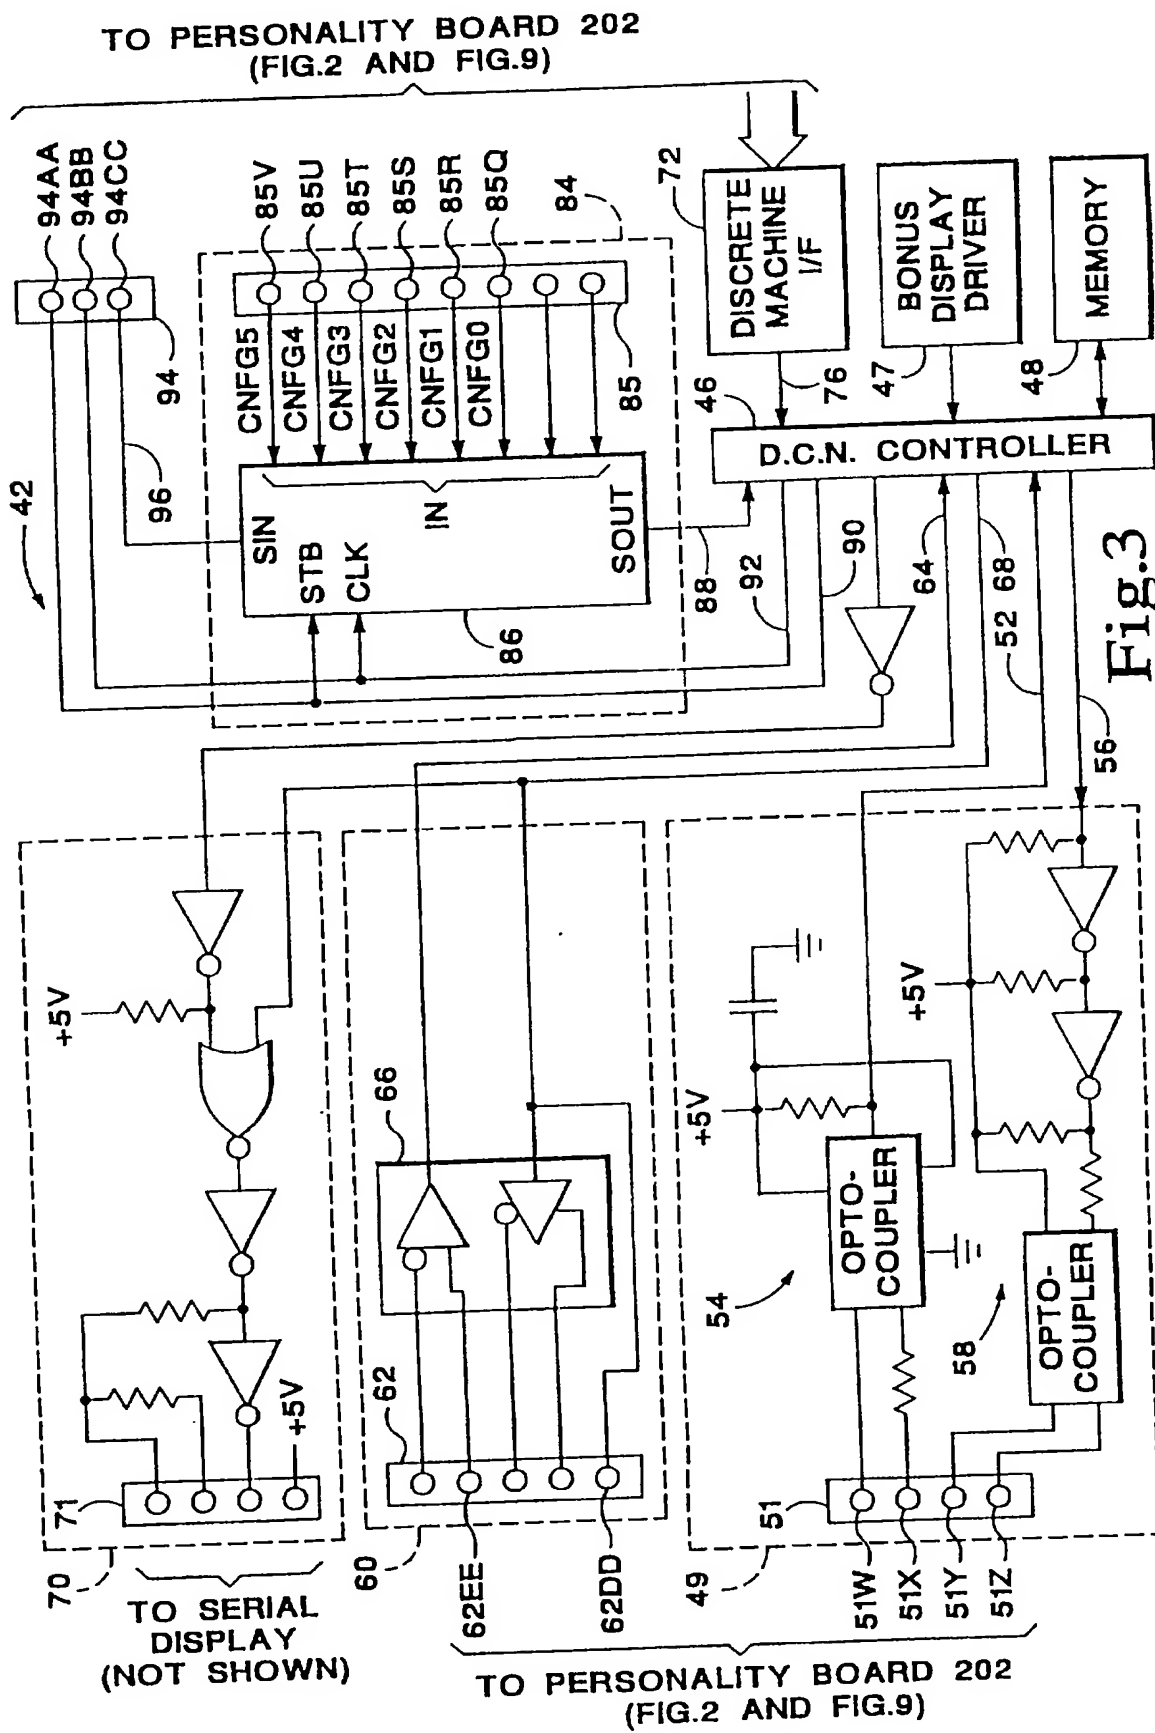 TO PERSONALITY BOARD 202
(FIG.2 AND FIG.9)
94AA
94BB
94CC
42
94
96
85V
85U
85T
85S
85R
85Q
84
CNFG5
CNFG4
CNFG3
CNFG2
CNFG1
CNFG0
85
SIN
STB
CLK
IN
SOUT
86
88
72
DISCRETE
MACHINE
I/F
76
47
BONUS
DISPLAY
DRIVER
48
MEMORY
46
D.C.N. CONTROLLER
92
90
64
68
52
56
Fig.3
+5V
71
+5V
70
TO SERIAL
DISPLAY
(NOT SHOWN)
66
62
60
62EE
62DD
+5V
+5V
54
OPTO-
COUPLER
58
OPTO-
COUPLER
51
49
51W
51X
51Y
51Z
TO PERSONALITY BOARD 202
(FIG.2 AND FIG.9)